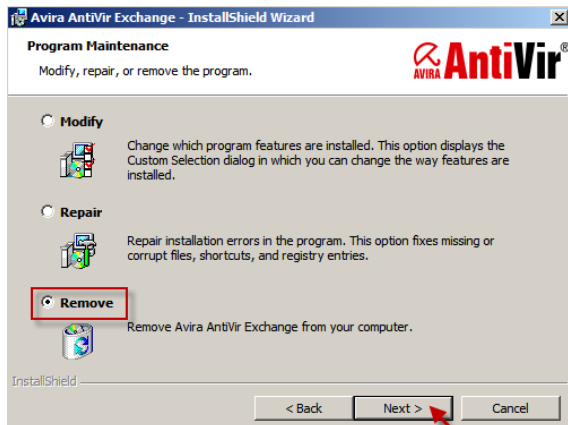 Avira AntiVir Exchange - InstallShield Wizard
Program Maintenance
Modify, repair, or remove the program.
AVIRA AntiVir®
Modify
Change which program features are installed. This option displays the
Custom Selection dialog in which you can change the way features are
installed.
Repair
Repair installation errors in the program. This option fixes missing or
corrupt files, shortcuts, and registry entries.
Remove
Remove Avira AntiVir Exchange from your computer.
InstallShield
< Back
Next >
Cancel